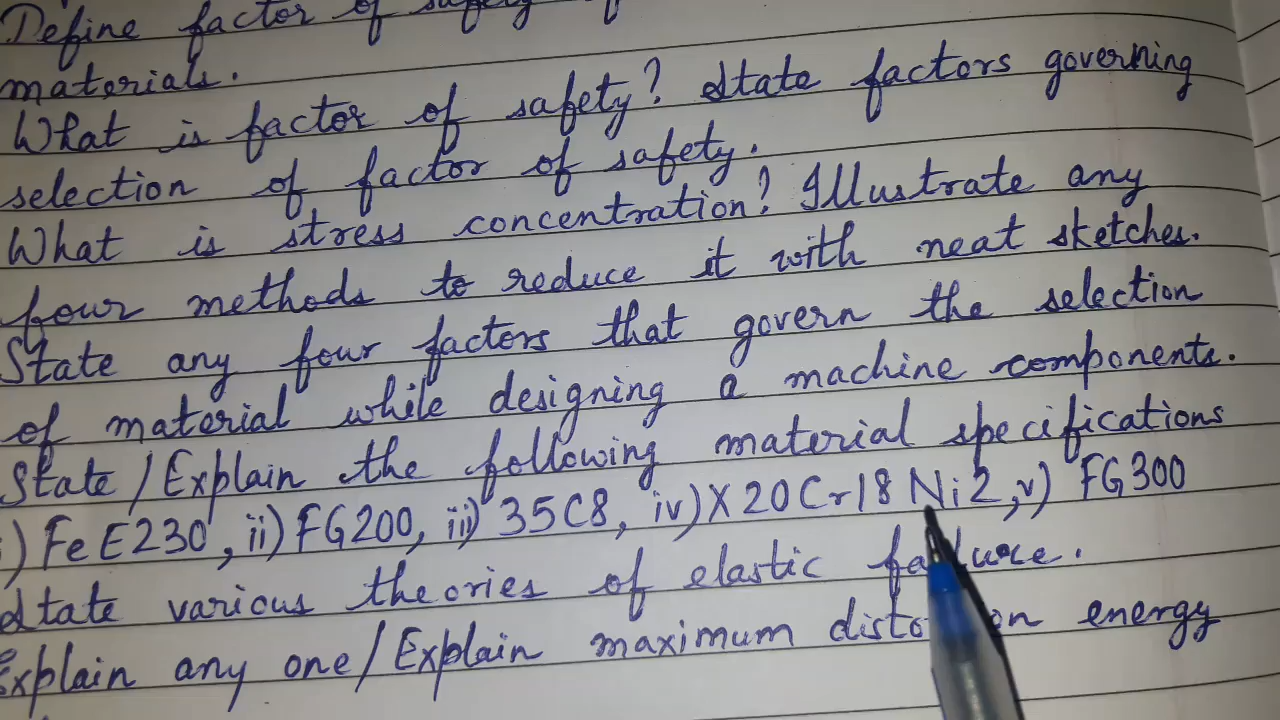 Define factor of safety
materials.
What is factor of safety? State factors governing
selection of factor of safety.
What is stress concentration? Illustrate any
four methods to reduce it with neat sketches.
State any four factors that govern the selection
of material while designing a machine components.
State/Explain the following material specifications
i) FeE230, ii) FG200, iii) 35C8, iv) X20Cr18Ni2, v) FG300
State various theories of elastic failure.
Explain any one/Explain maximum distortion energy